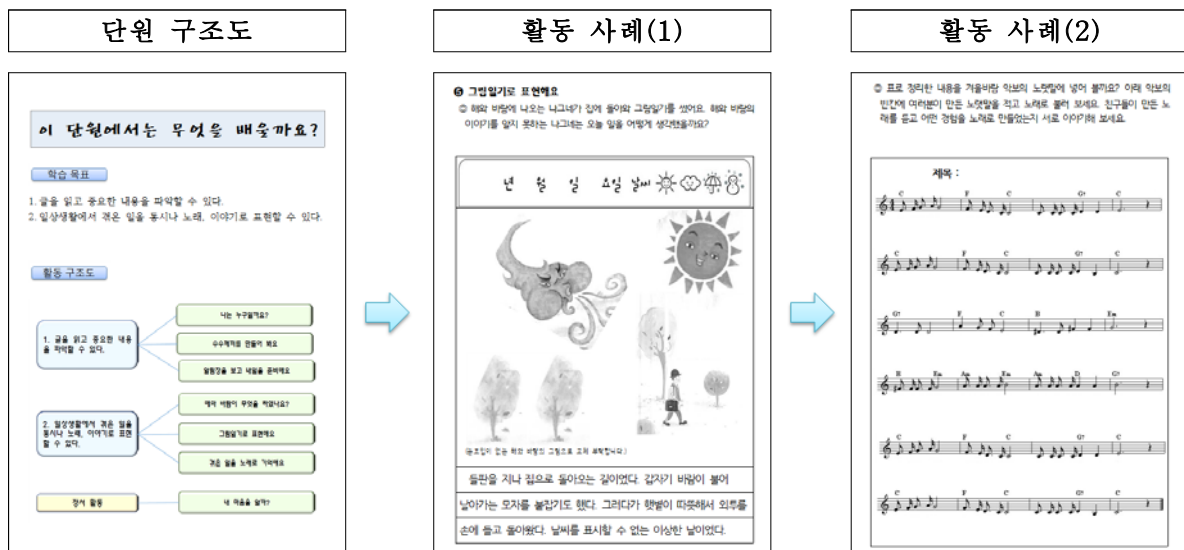 단원 구조도
이 단원에서는 무엇을 배울까요?
학습 목표
1. 글을 읽고 중요한 내용을 파악할 수 있다.
2. 일상생활에서 겪은 일을 동시나 노래, 이야기로 표현할 수 있다.
활동 구조도
1. 글을 읽고 중요한 내용
을 파악할 수 있다.
나는 누구일까요?
수수께끼를 만들어 봐요
알림장을 보고 내일을 준비해요
2. 일상생활에서 겪은 일을
동시나 노래, 이야기로 표현
할 수 있다.
해와 바람이 무엇을 하였나요?
그림일기로 표현해요
겪은 일을 노래로 기억해요
정서 활동
내 마음을 알까?
활동 사례(1)
❺ 그림일기로 표현해요
◎ 해와 바람에 나오는 나그네가 집에 돌아와 그림일기를 썼어요. 해와 바람의
이야기를 알지 못하는 나그네는 오늘 일을 어떻게 생각했을까요?
년 월 일 요일 날씨
들판을 지나 집으로 돌아오는 길이었다. 갑자기 바람이 불어
날아가는 모자를 붙잡기도 했다. 그러다가 햇볕이 따뜻해서 외투를
손에 들고 돌아왔다. 날씨를 표시할 수 없는 이상한 날이었다.
활동 사례(2)
◎ 표로 정리한 내용을 겨울바람 악보의 노랫말에 넣어 볼까요? 아래 악보의
빈칸에 여러분이 만든 노랫말을 적고 노래로 불러 보세요. 친구들이 만든 노
래를 듣고 어떤 경험을 노래로 만들었는지 서로 이야기해 보세요.
제목 :
C F C G7 C
C F C G7 C
G7 F C B Em
B Em Am Em Am D G7
C F C G7 C
C F C G7 C